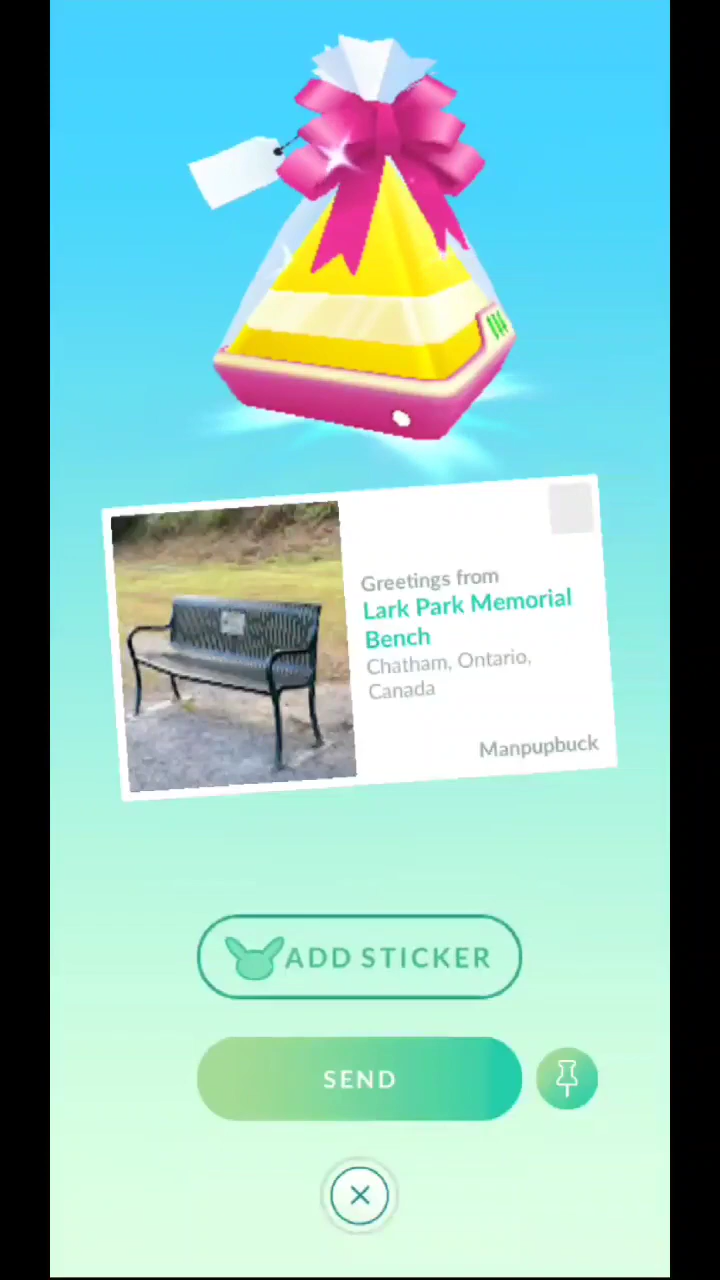 Greetings from
Lark Park Memorial
Bench
Chatham, Ontario,
Canada
Manpupbuck
ADD STICKER
SEND